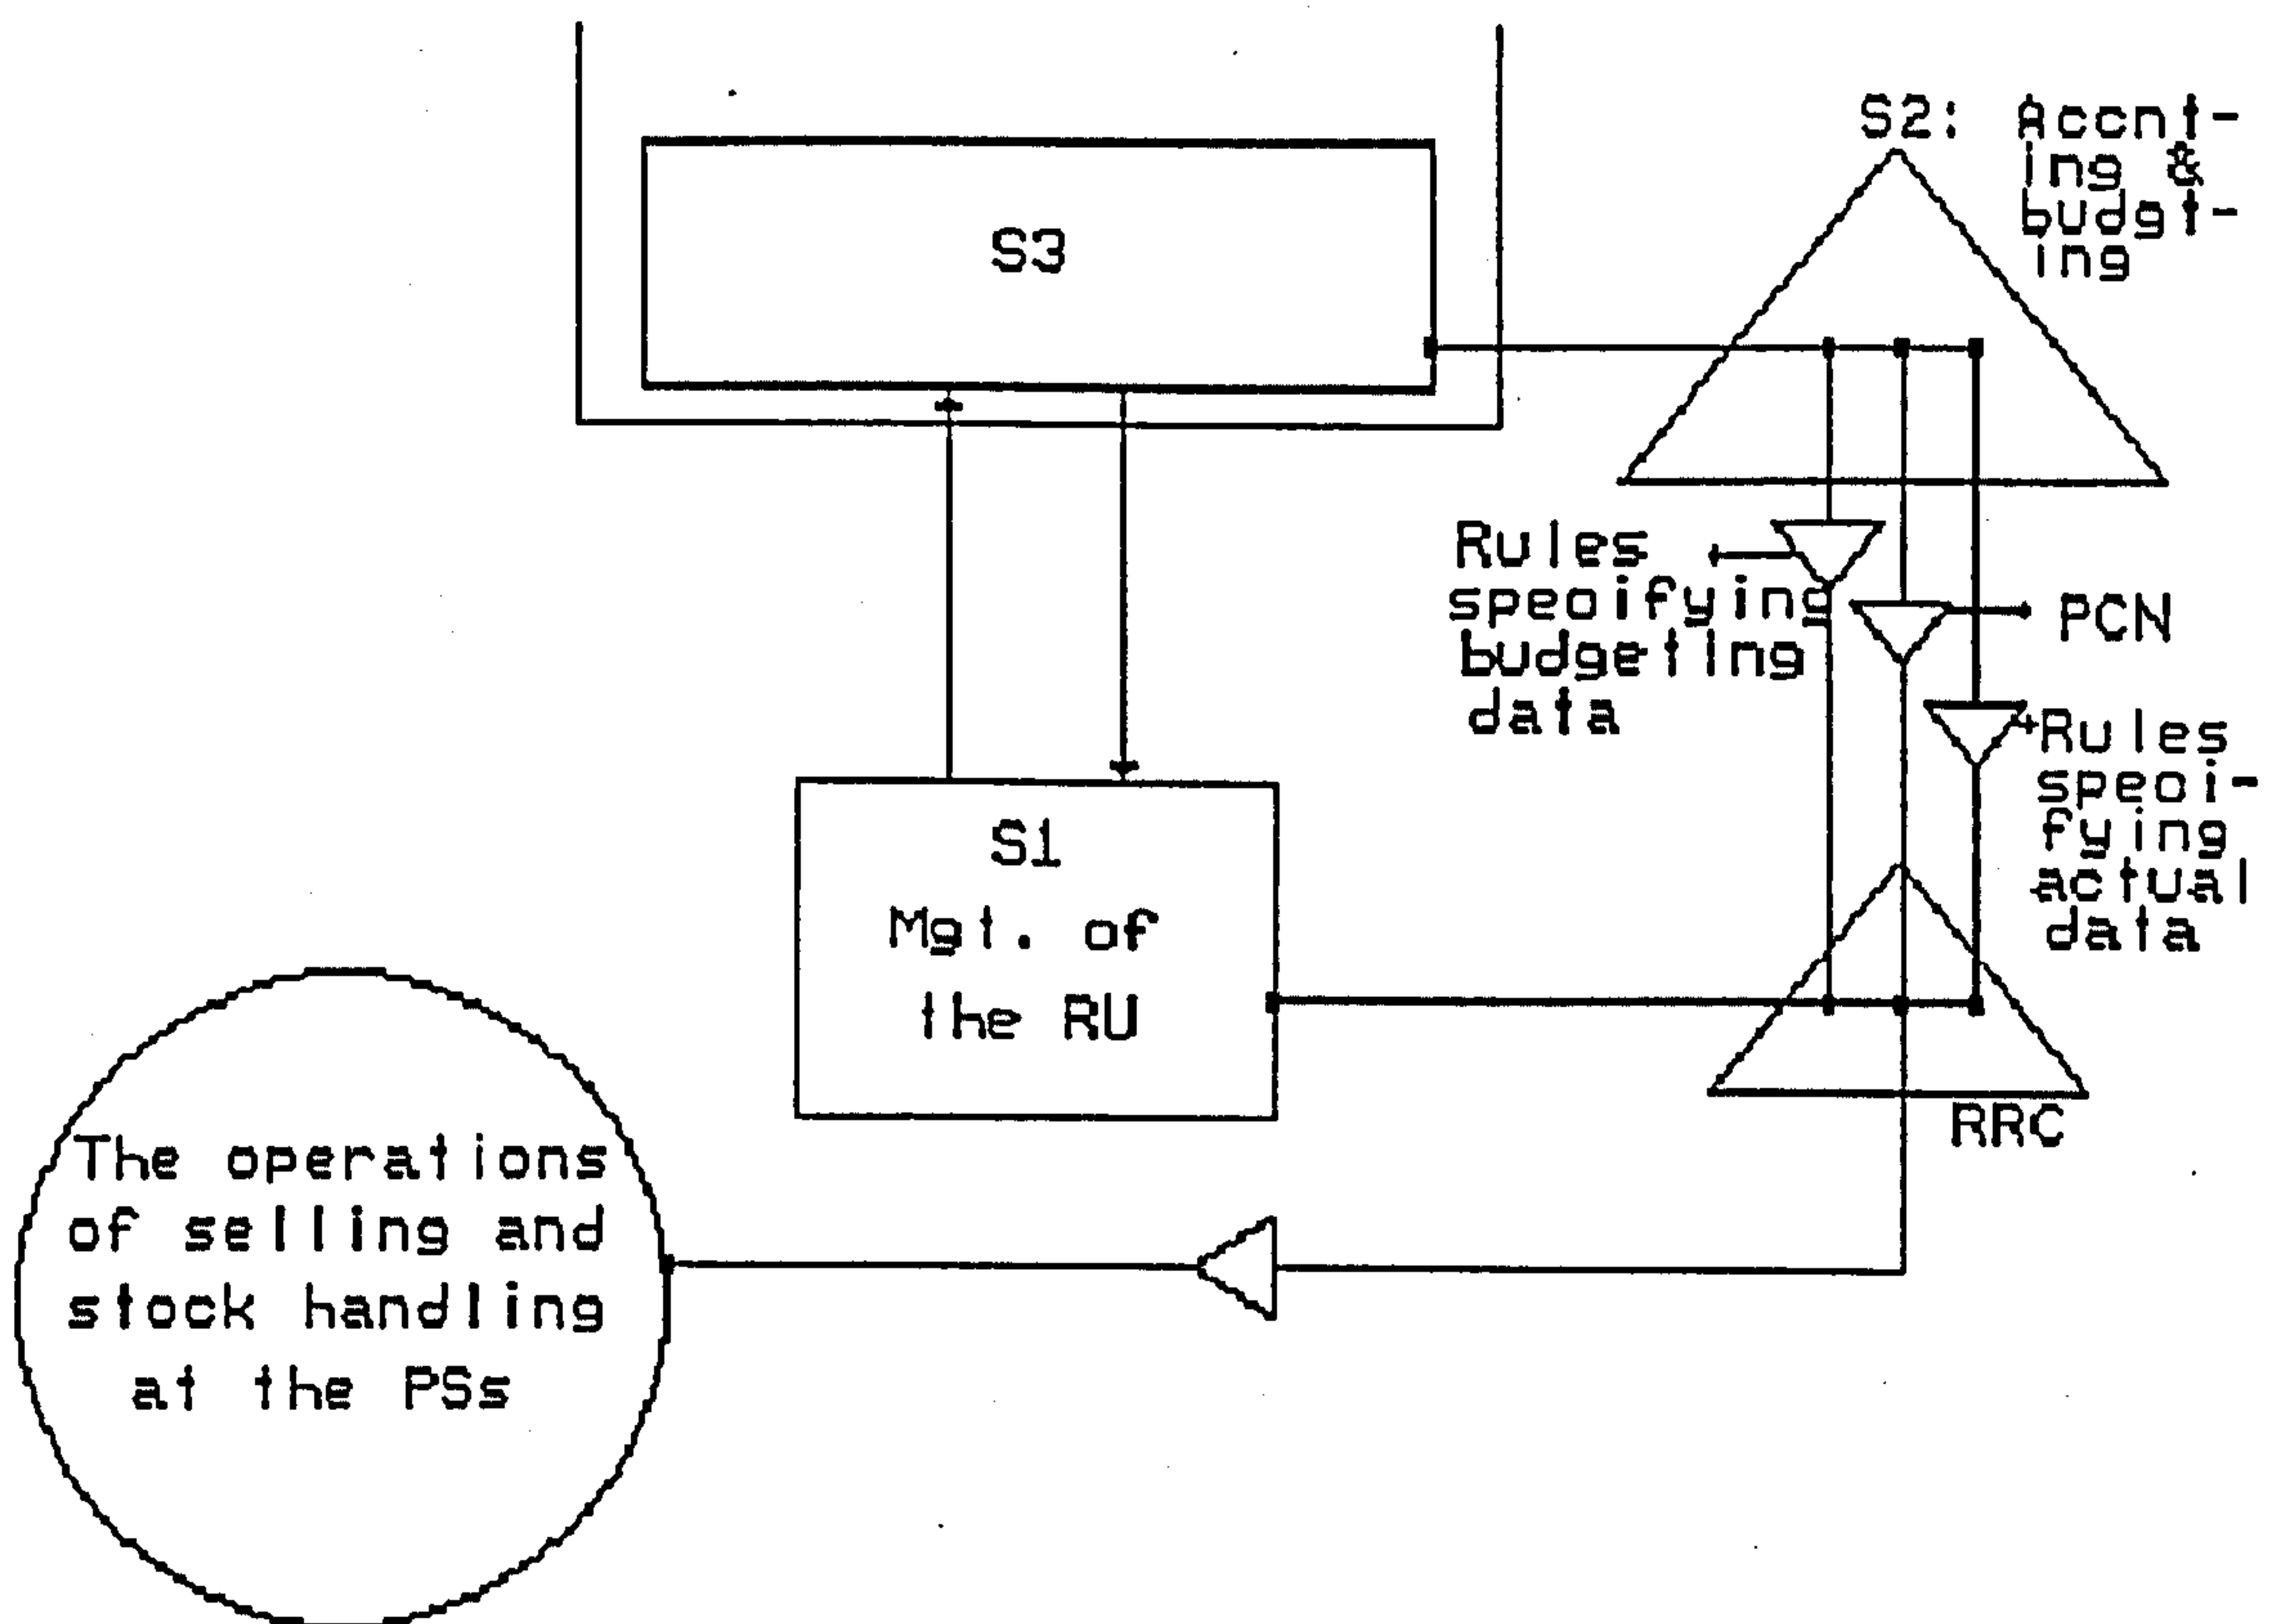 S2: Accnt-
ing &
budgt-
ing
S3
Rules
speoifying
budgeting
data
PCN
Rules
speoi-
fying
actual
data
S1
Mgt. of
the RU
RRC
The operations
of selling and
stock handling
at the PSs